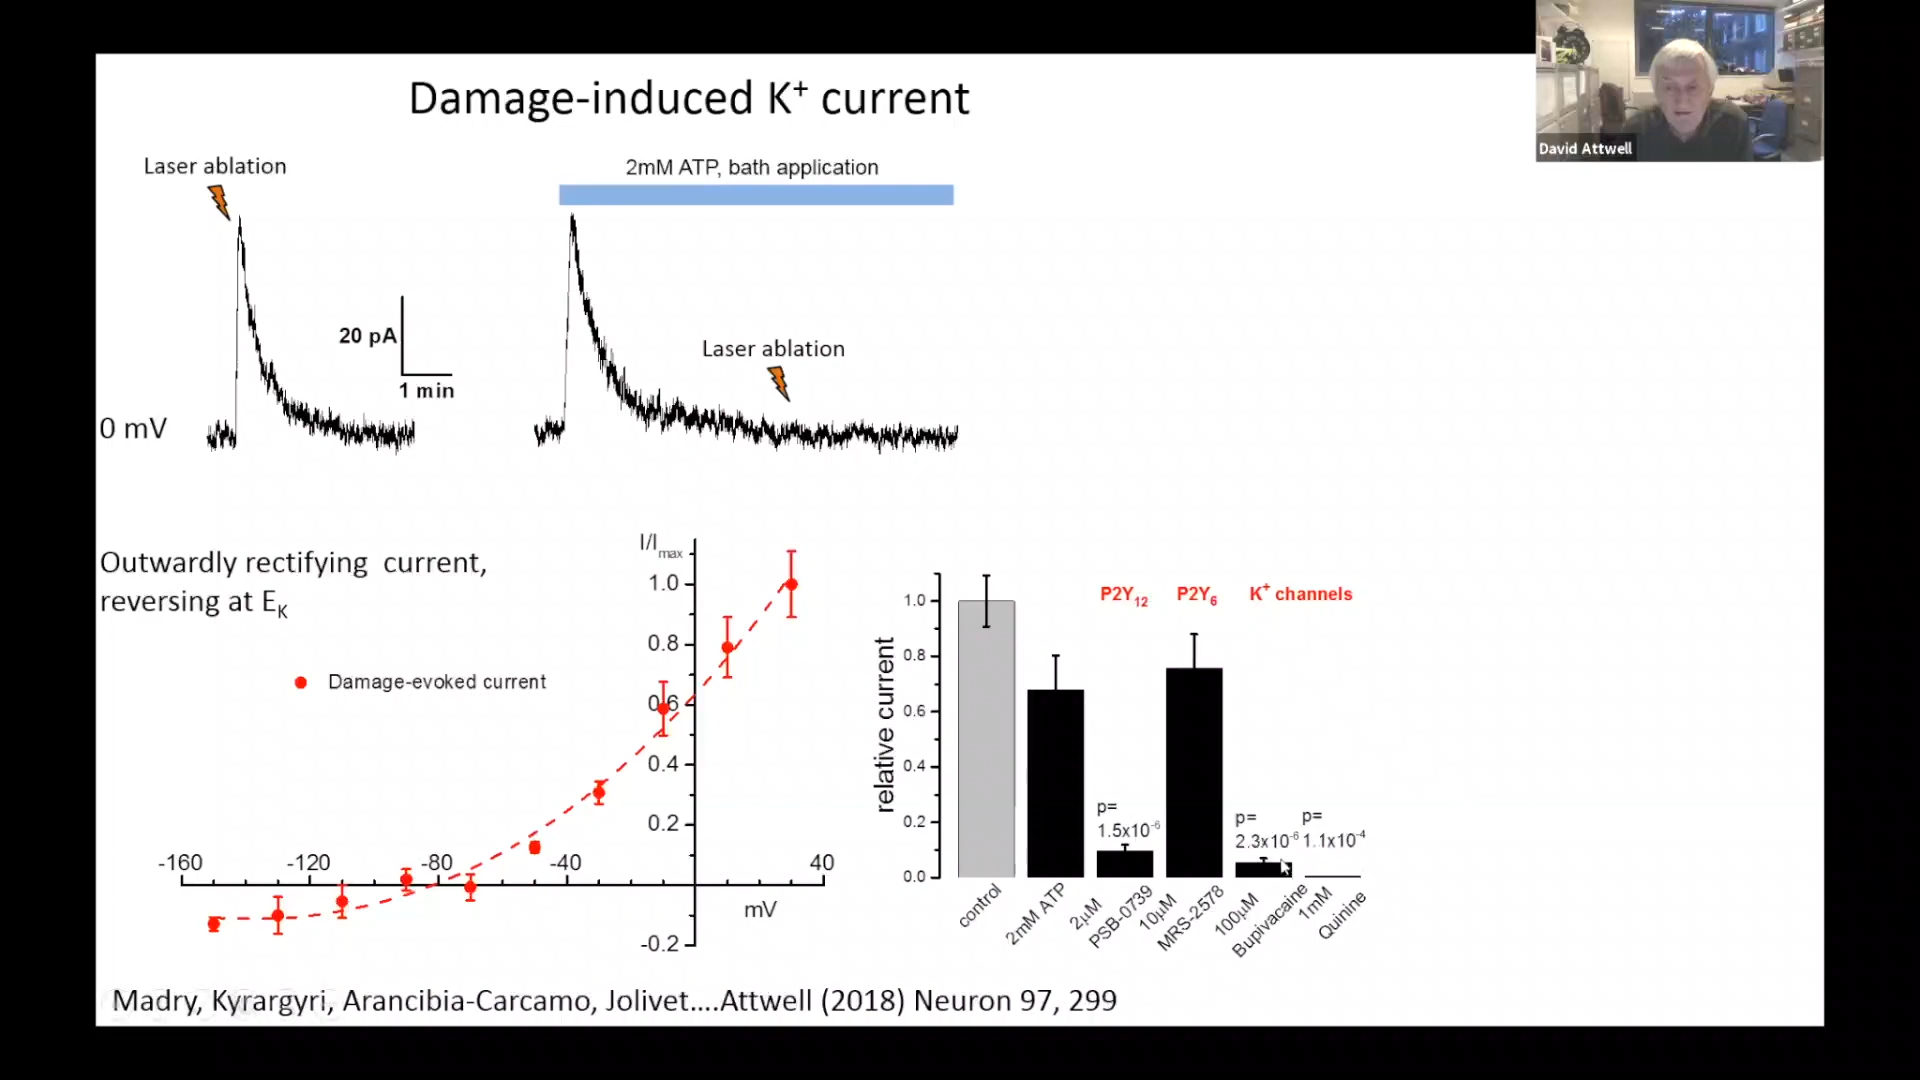 Damage-induced K⁺ current
David Attwell
Laser ablation
2mM ATP, bath application
20 pA
1 min
Laser ablation
0 mV
Outwardly rectifying current,
reversing at E_K
Damage-evoked current
I/I_max
1.0
0.8
0.6
0.4
0.2
-0.2
-160
-120
-80
-40
40
mV
relative current
1.0
0.8
0.6
0.4
0.2
0.0
P2Y₁₂
P2Y₆
K⁺ channels
p=
1.5x10⁻⁶
p=
2.3x10⁻⁶
p=
1.1x10⁻⁴
control
2mM ATP
2µM
PSB-0739
10µM
MRS-2578
100µM
Bupivacaine
1mM
Quinine
Madry, Kyrargyri, Arancibia-Carcamo, Jolivet....Attwell (2018) Neuron 97, 299